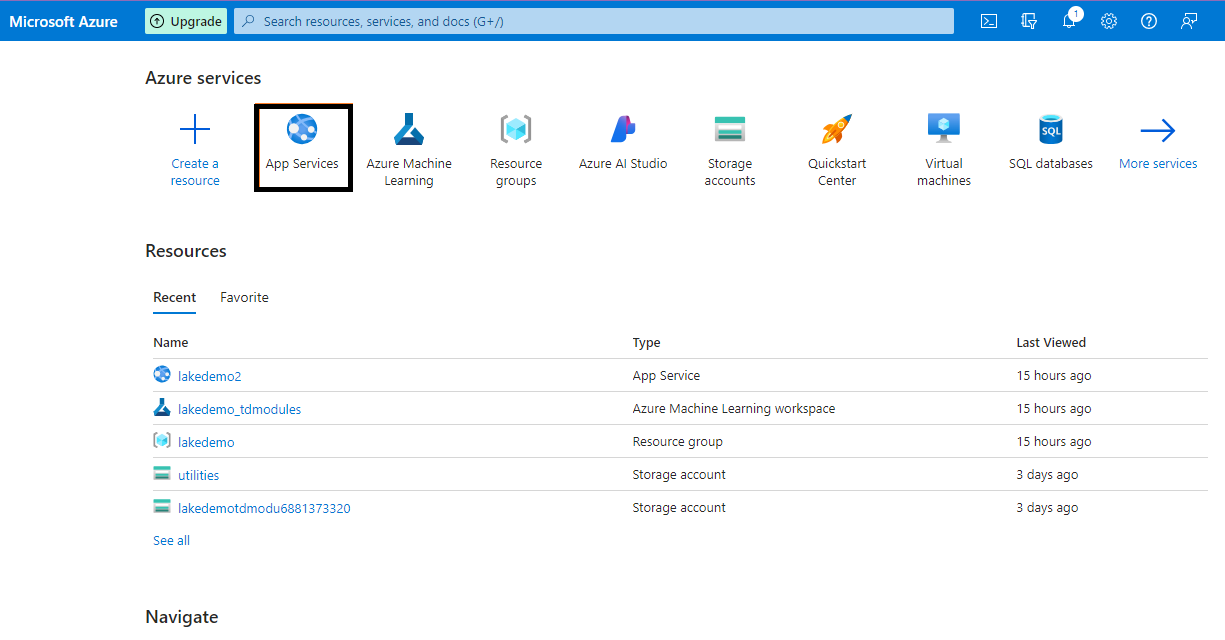 Microsoft Azure Upgrade Search resources, services, and docs (G+/) 1
Azure services
Create a resource
App Services
Azure Machine Learning
Resource groups
Azure AI Studio
Storage accounts
Quickstart Center
Virtual machines
SQL
SQL databases
More services
Resources
Recent Favorite
Name Type Last Viewed
lakedemo2 App Service 15 hours ago
lakedemo_tdmodules Azure Machine Learning workspace 15 hours ago
lakedemo Resource group 15 hours ago
utilities Storage account 3 days ago
lakedemotdmodu6881373320 Storage account 3 days ago
See all
Navigate